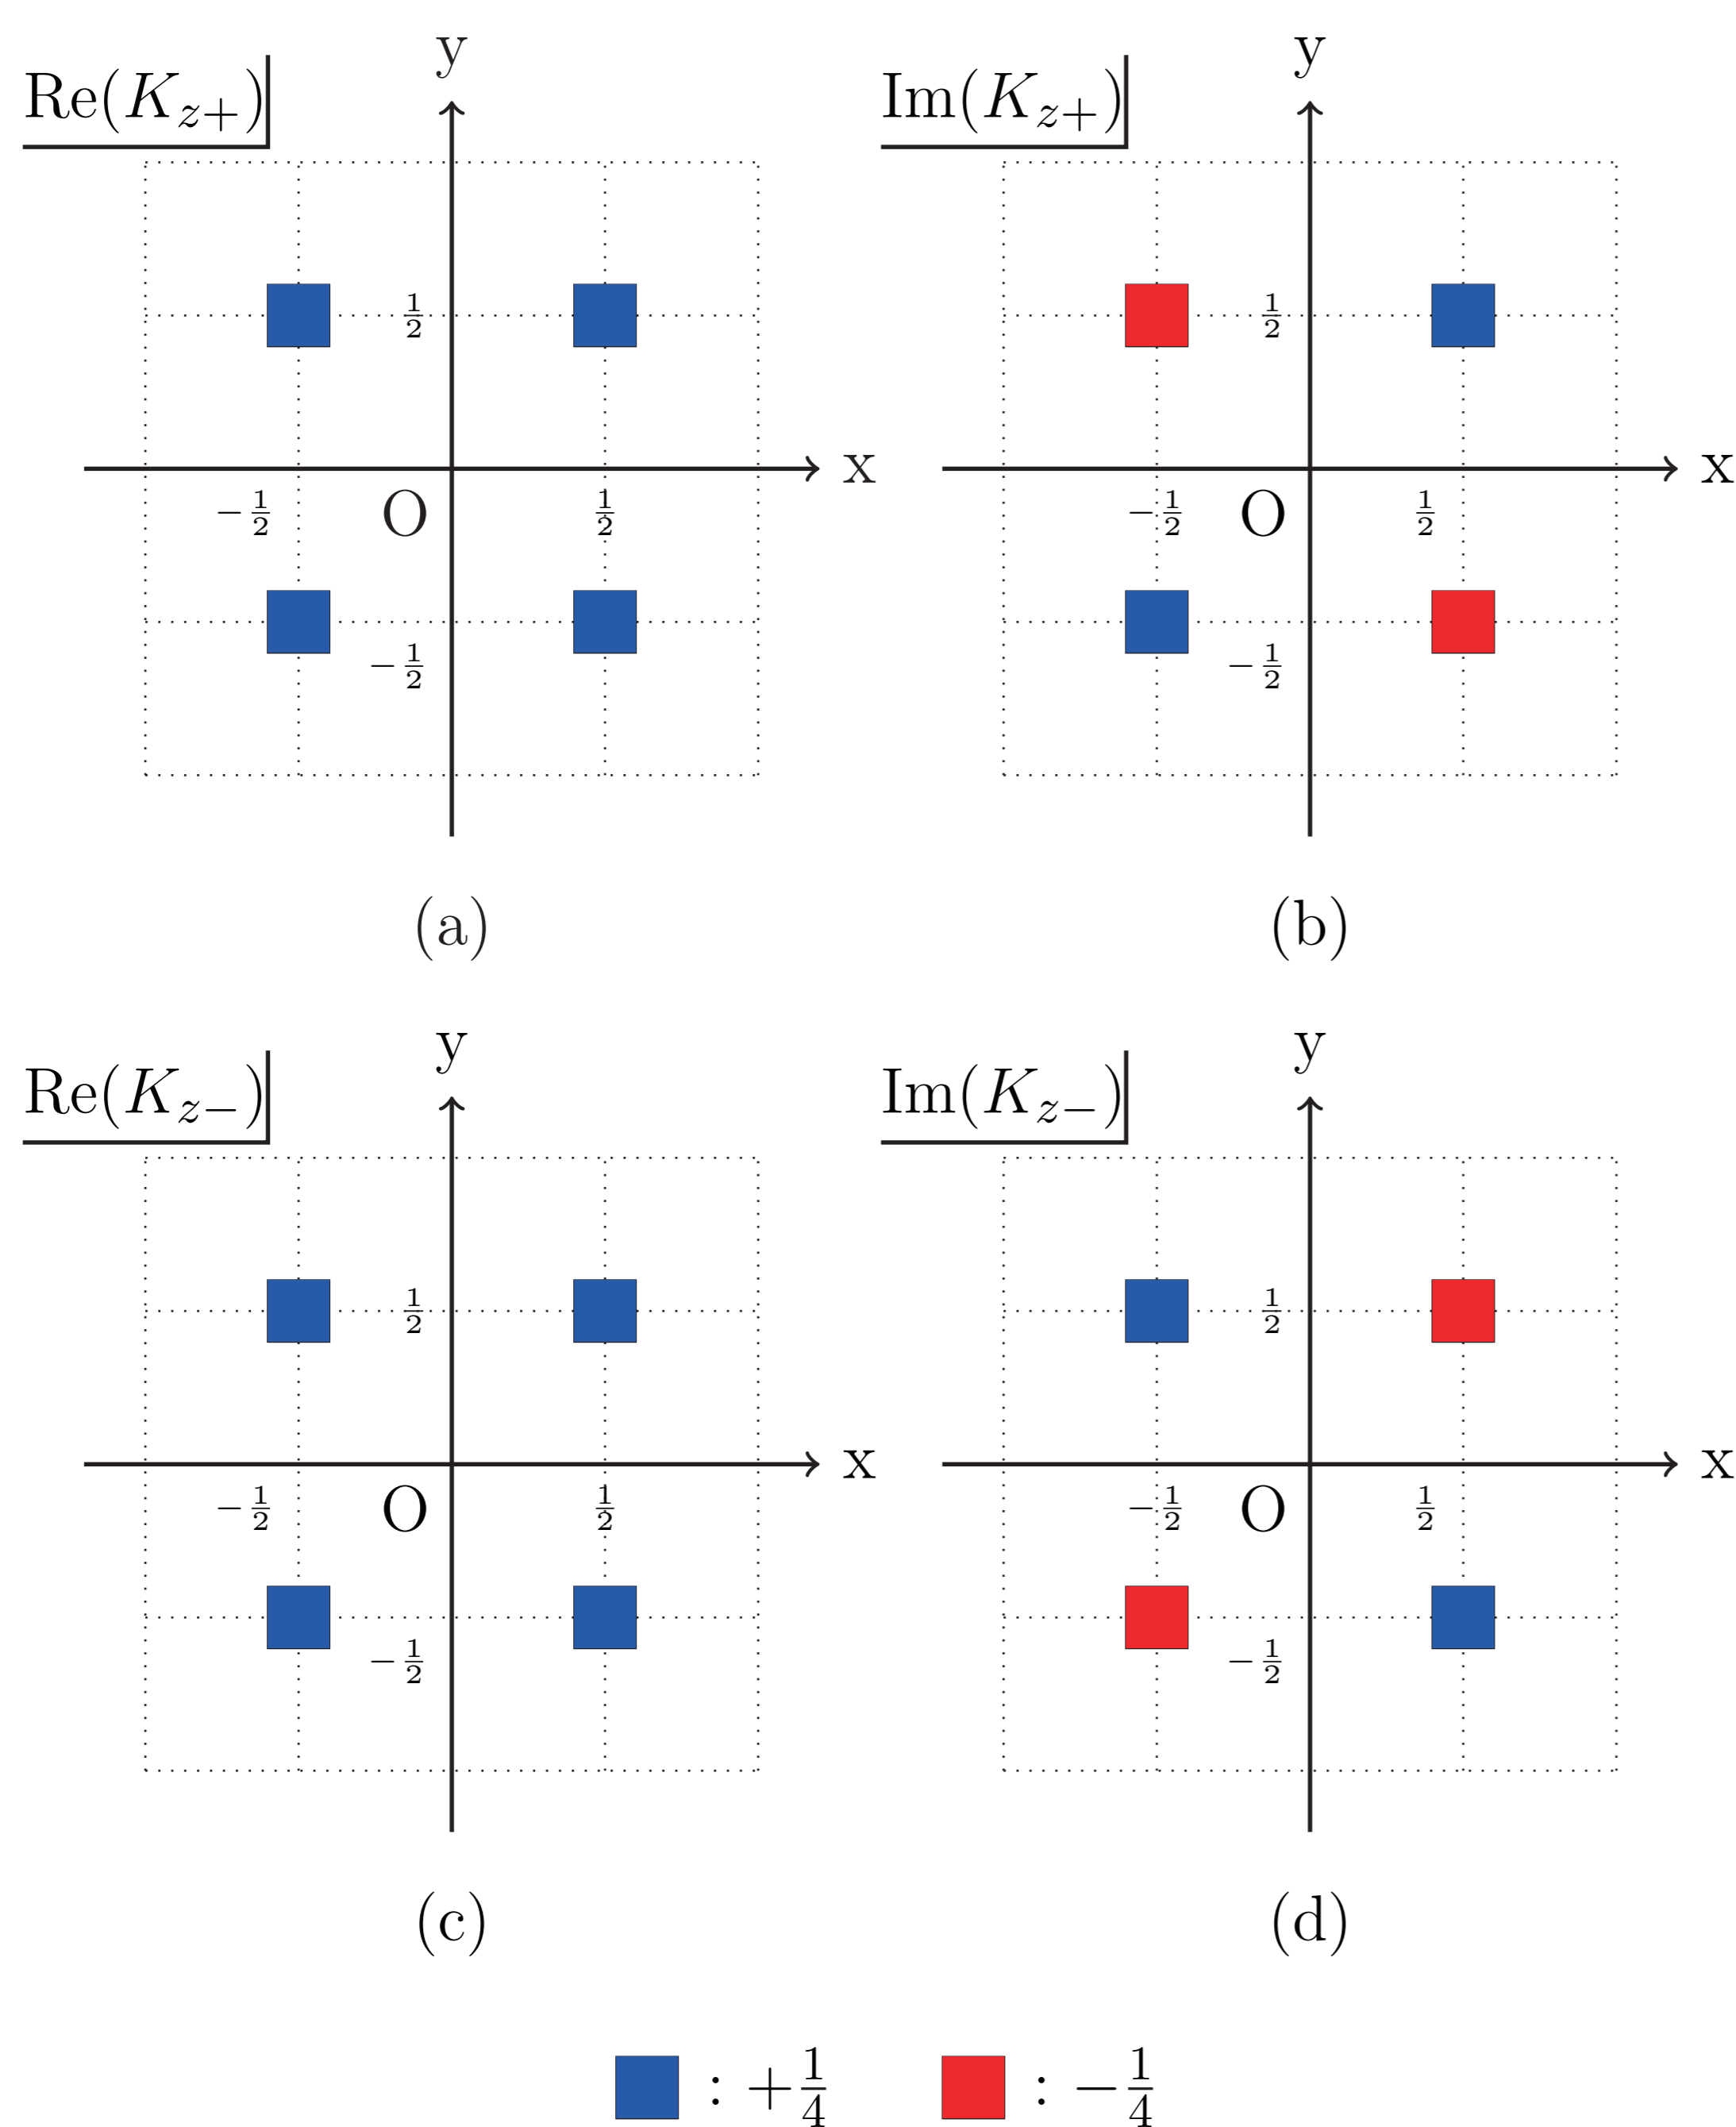 y y
Re(K_{z+}) Im(K_{z+})
1/2 1/2
x x
-1/2 O 1/2 -1/2 O 1/2
-1/2 -1/2
(a) (b)
y y
Re(K_{z-}) Im(K_{z-})
1/2 1/2
x x
-1/2 O 1/2 -1/2 O 1/2
-1/2 -1/2
(c) (d)
: +1/4 : -1/4